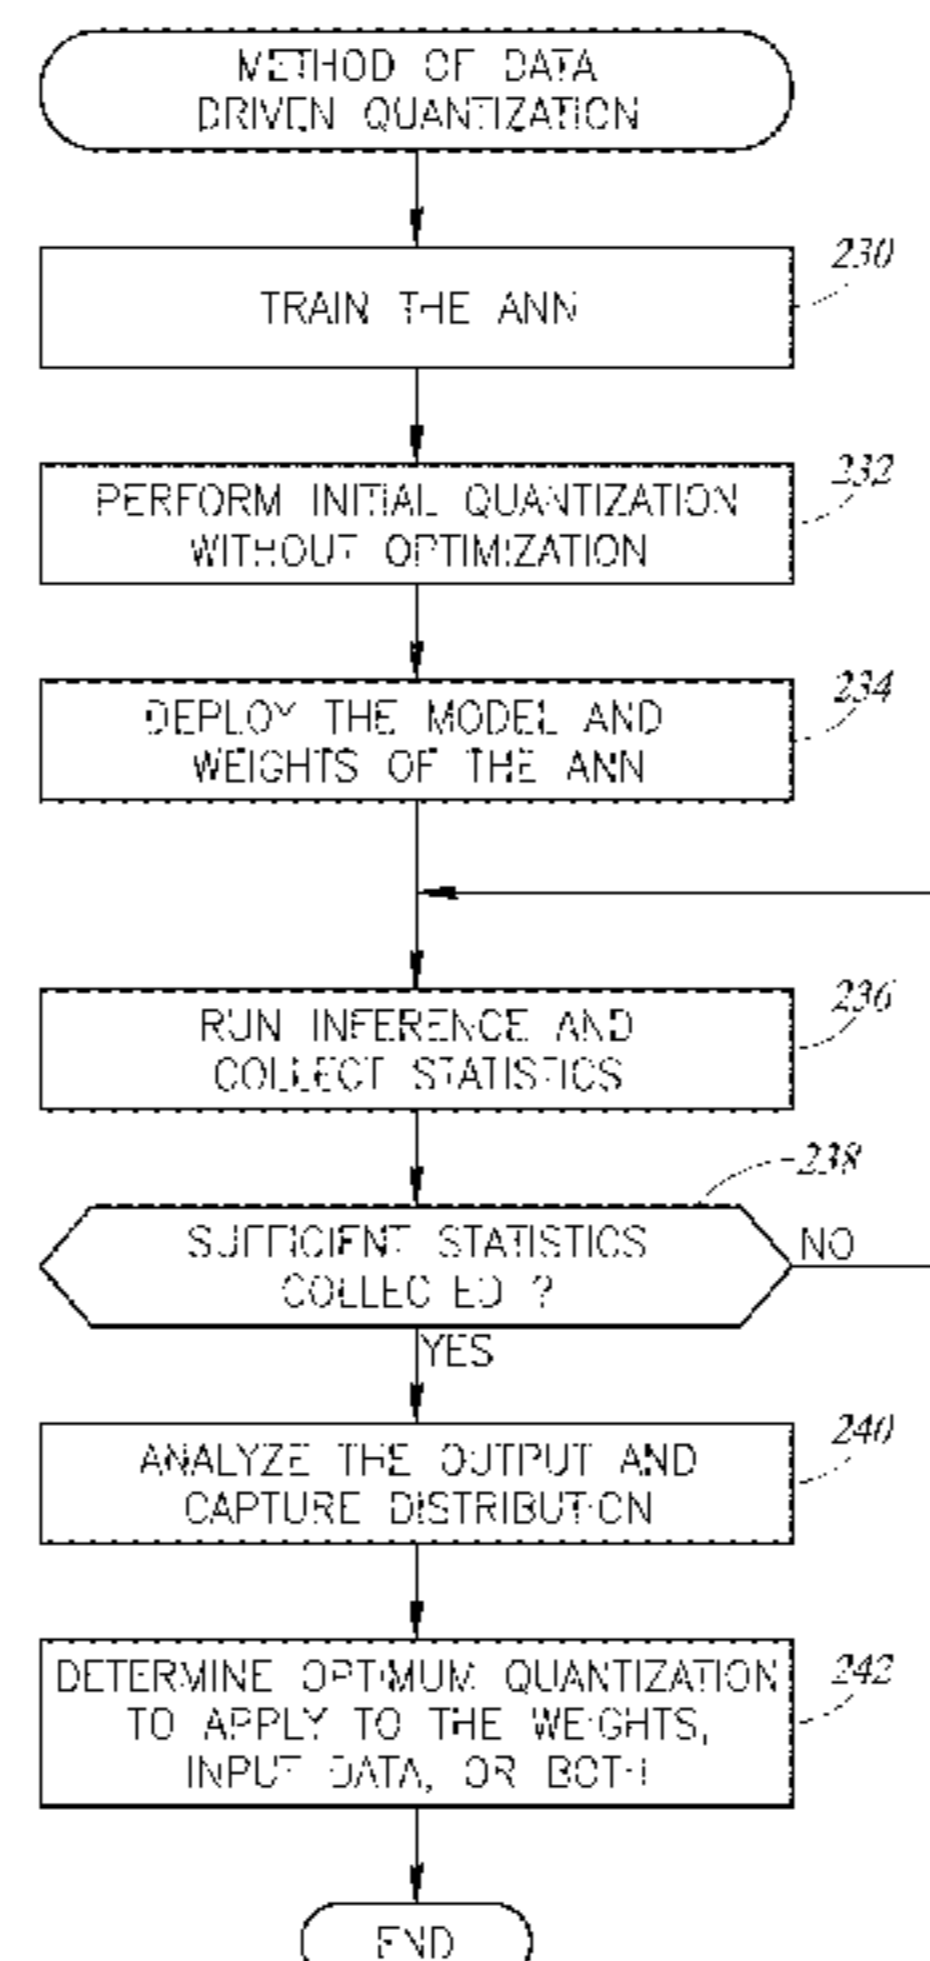 METHOD OF DATA
DRIVEN QUANTIZATION
TRAIN THE ANN
230
PERFORM INITIAL QUANTIZATION
WITHOUT OPTIMIZATION
232
DEPLOY THE MODEL AND
WEIGHTS OF THE ANN
234
RUN INFERENCE AND
COLLECT STATISTICS
236
238
SUFFICIENT STATISTICS
COLLECTED ?
NO
YES
ANALYZE THE OUTPUT AND
CAPTURE DISTRIBUTION
240
DETERMINE OPTIMUM QUANTIZATION
TO APPLY TO THE WEIGHTS,
INPUT DATA, OR BOTH
242
END